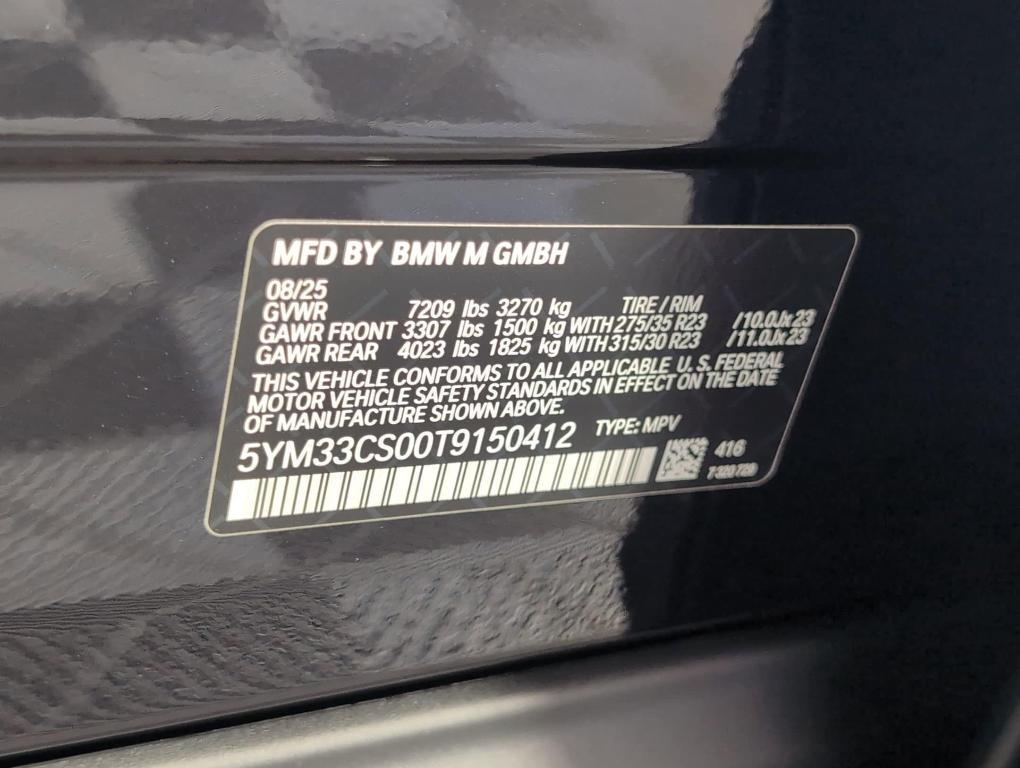 MFD BY BMW M GMBH
08/25
GVWR 7209 lbs 3270 kg TIRE / RIM
GAWR FRONT 3307 lbs 1500 kg WITH 275/35 R23 /10.0Jx23
GAWR REAR 4023 lbs 1825 kg WITH 315/30 R23 /11.0Jx23
THIS VEHICLE CONFORMS TO ALL APPLICABLE U.S. FEDERAL
MOTOR VEHICLE SAFETY STANDARDS IN EFFECT ON THE DATE
OF MANUFACTURE SHOWN ABOVE.
5YM33CS00T9150412 TYPE: MPV
416